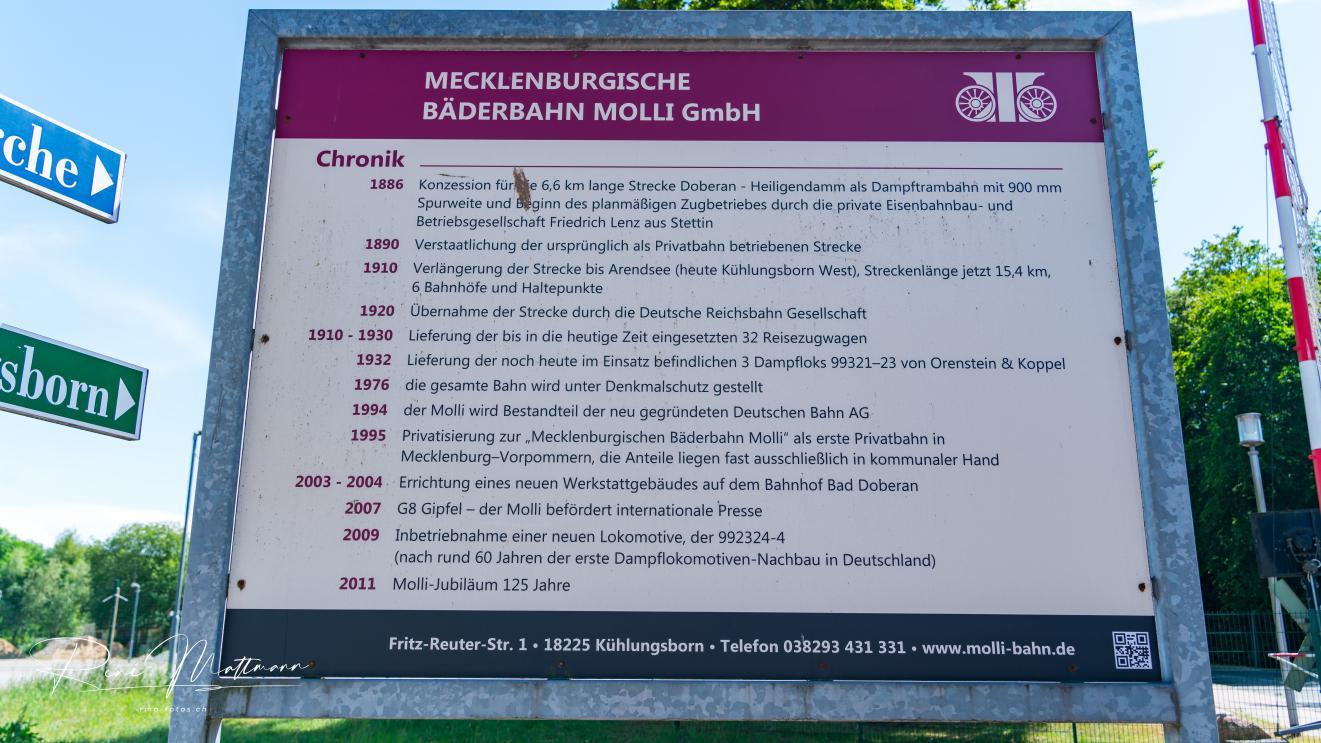 MECKLENBURGISCHE
BÄDERBAHN MOLLI GmbH
Chronik
1886 Konzession für die 6,6 km lange Strecke Doberan - Heiligendamm als Dampftrambahn mit 900 mm
Spurweite und Beginn des planmäßigen Zugbetriebes durch die private Eisenbahnbau- und
Betriebsgesellschaft Friedrich Lenz aus Stettin
1890 Verstaatlichung der ursprünglich als Privatbahn betriebenen Strecke
1910 Verlängerung der Strecke bis Arendsee (heute Kühlungsborn West), Streckenlänge jetzt 15,4 km,
6 Bahnhöfe und Haltepunkte
1920 Übernahme der Strecke durch die Deutsche Reichsbahn Gesellschaft
1910 - 1930 Lieferung der bis in die heutige Zeit eingesetzten 32 Reisezugwagen
1932 Lieferung der noch heute im Einsatz befindlichen 3 Dampfloks 99321–23 von Orenstein & Koppel
1976 die gesamte Bahn wird unter Denkmalschutz gestellt
1994 der Molli wird Bestandteil der neu gegründeten Deutschen Bahn AG
1995 Privatisierung zur „Mecklenburgischen Bäderbahn Molli“ als erste Privatbahn in
Mecklenburg–Vorpommern, die Anteile liegen fast ausschließlich in kommunaler Hand
2003 - 2004 Errichtung eines neuen Werkstattgebäudes auf dem Bahnhof Bad Doberan
2007 G8 Gipfel – der Molli befördert internationale Presse
2009 Inbetriebnahme einer neuen Lokomotive, der 992324-4
(nach rund 60 Jahren der erste Dampflokomotiven-Nachbau in Deutschland)
2011 Molli-Jubiläum 125 Jahre
Fritz-Reuter-Str. 1 • 18225 Kühlungsborn • Telefon 038293 431 331 • www.molli-bahn.de
rche
sborn
René Mattmann
rino-fotos.ch